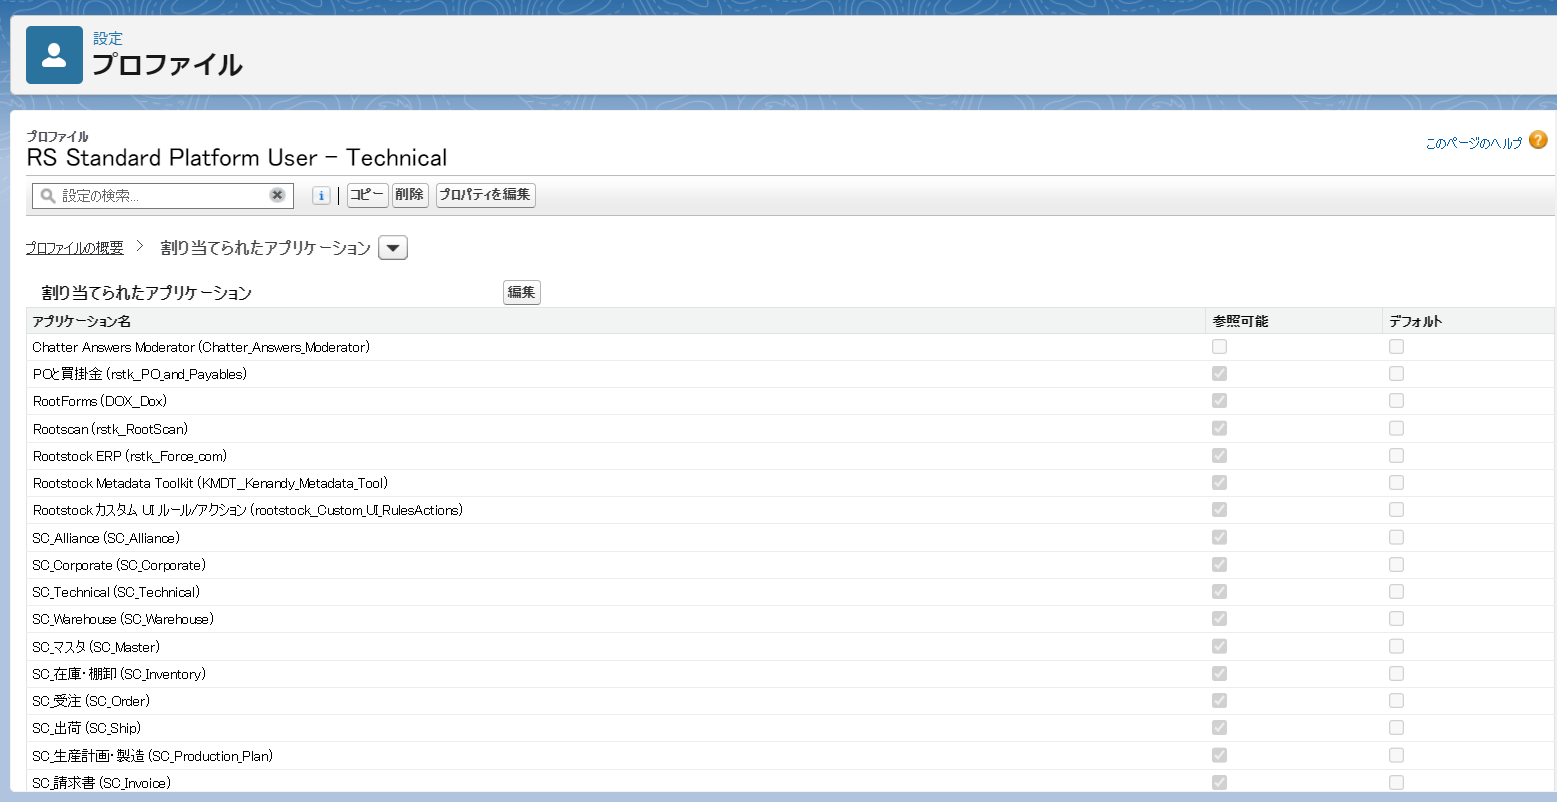 設定
プロファイル
プロファイル
RS Standard Platform User - Technical
このページのヘルプ ?
設定の検索...
i
コピー 削除 プロパティを編集
プロファイルの概要 > 割り当てられたアプリケーション
割り当てられたアプリケーション 編集
アプリケーション名 参照可能 デフォルト
Chatter Answers Moderator (Chatter_Answers_Moderator)
POと買掛金 (rstk_PO_and_Payables)
RootForms (DOX__Dox)
Rootscan (rstk__RootScan)
Rootstock ERP (rstk__Force_com)
Rootstock Metadata Toolkit (KMDT__Kenandy_Metadata_Tool)
Rootstock カスタム UI ルール/アクション (rootstock__Custom_UI_RulesActions)
SC_Alliance (SC_Alliance)
SC_Corporate (SC_Corporate)
SC_Technical (SC_Technical)
SC_Warehouse (SC_Warehouse)
SC_マスタ (SC_Master)
SC_在庫・棚卸 (SC_Inventory)
SC_受注 (SC_Order)
SC_出荷 (SC_Ship)
SC_生産計画・製造 (SC_Production_Plan)
SC_請求書 (SC_Invoice)